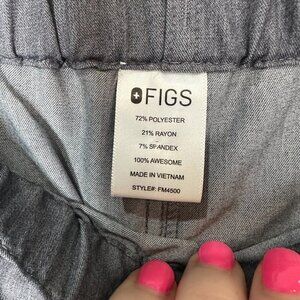 FIGS
72% POLYESTER
21% RAYON
7% SPANDEX
100% AWESOME
MADE IN VIETNAM
STYLE#: FM4500